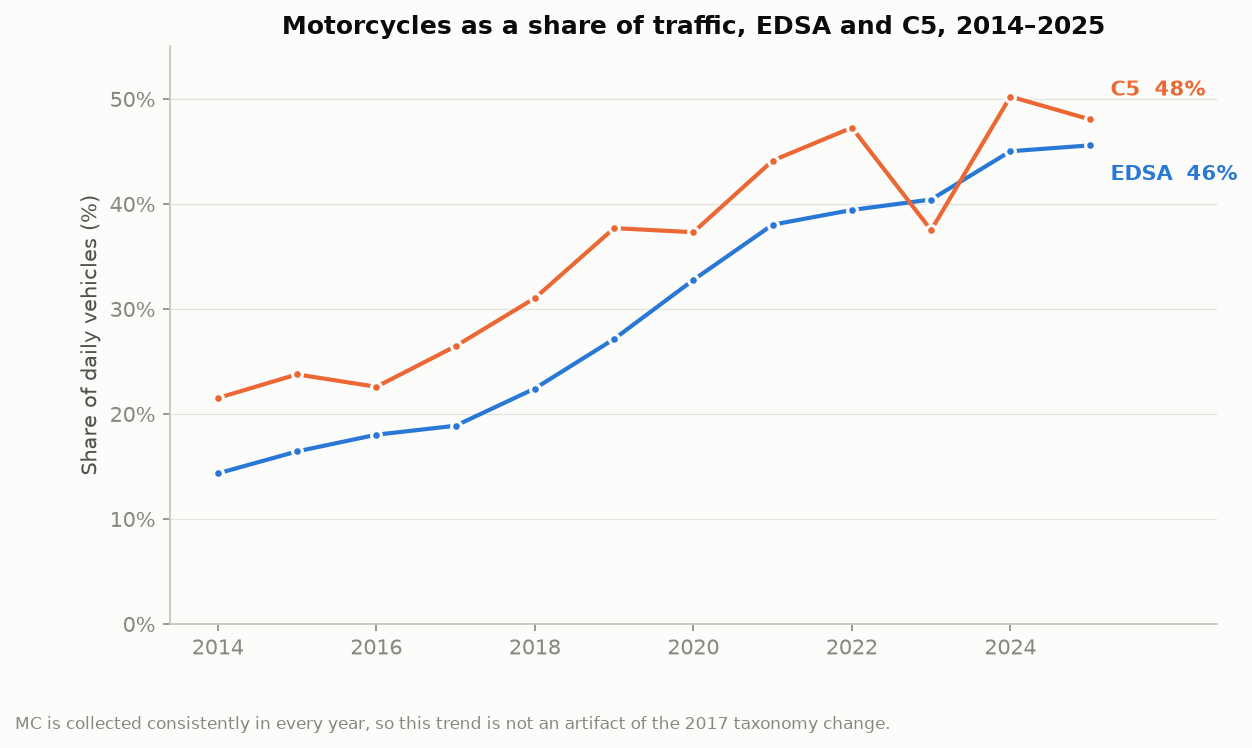 Motorcycles as a share of traffic, EDSA and C5, 2014–2025
Share of daily vehicles (%)
50%
40%
30%
20%
10%
0%
C5 48%
EDSA 46%
2014 2016 2018 2020 2022 2024
MC is collected consistently in every year, so this trend is not an artifact of the 2017 taxonomy change.